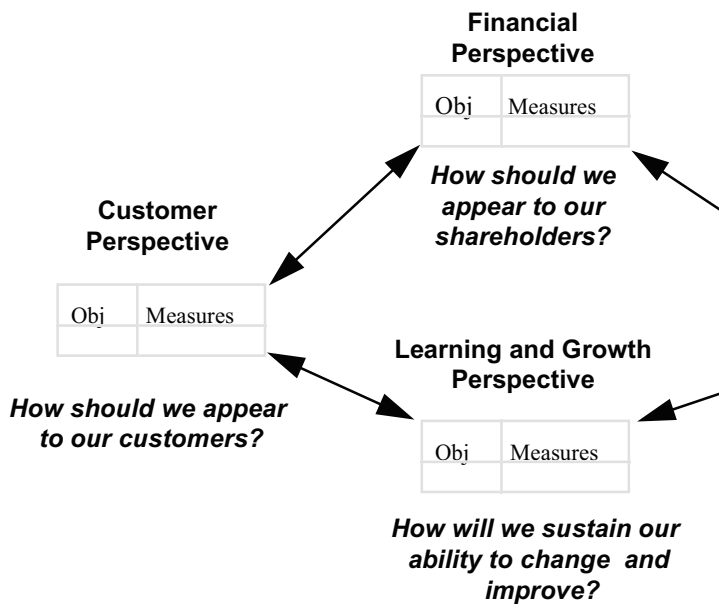 Financial
Perspective
Obj Measures
How should we
appear to our
shareholders?
Customer
Perspective
Obj Measures
How should we appear
to our customers?
Learning and Growth
Perspective
Obj Measures
How will we sustain our
ability to change and
improve?